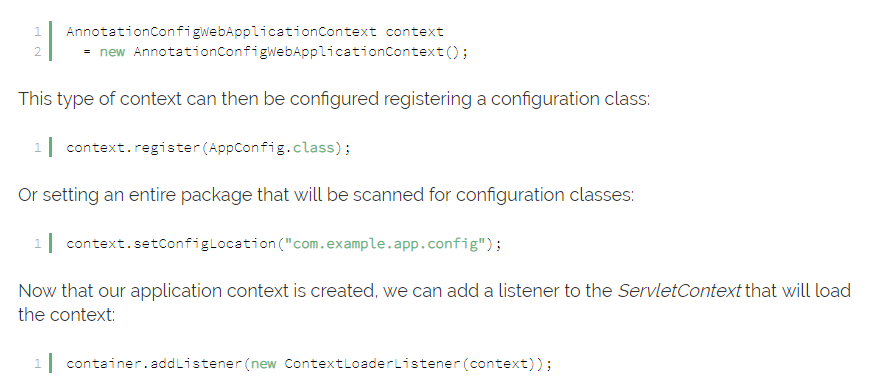 1 AnnotationConfigWebApplicationContext context
2 = new AnnotationConfigWebApplicationContext();
This type of context can then be configured registering a configuration class:
1 context.register(AppConfig.class);
Or setting an entire package that will be scanned for configuration classes:
1 context.setConfigLocation("com.example.app.config");
Now that our application context is created, we can add a listener to the ServletContext that will load
the context:
1 container.addListener(new ContextLoaderListener(context));